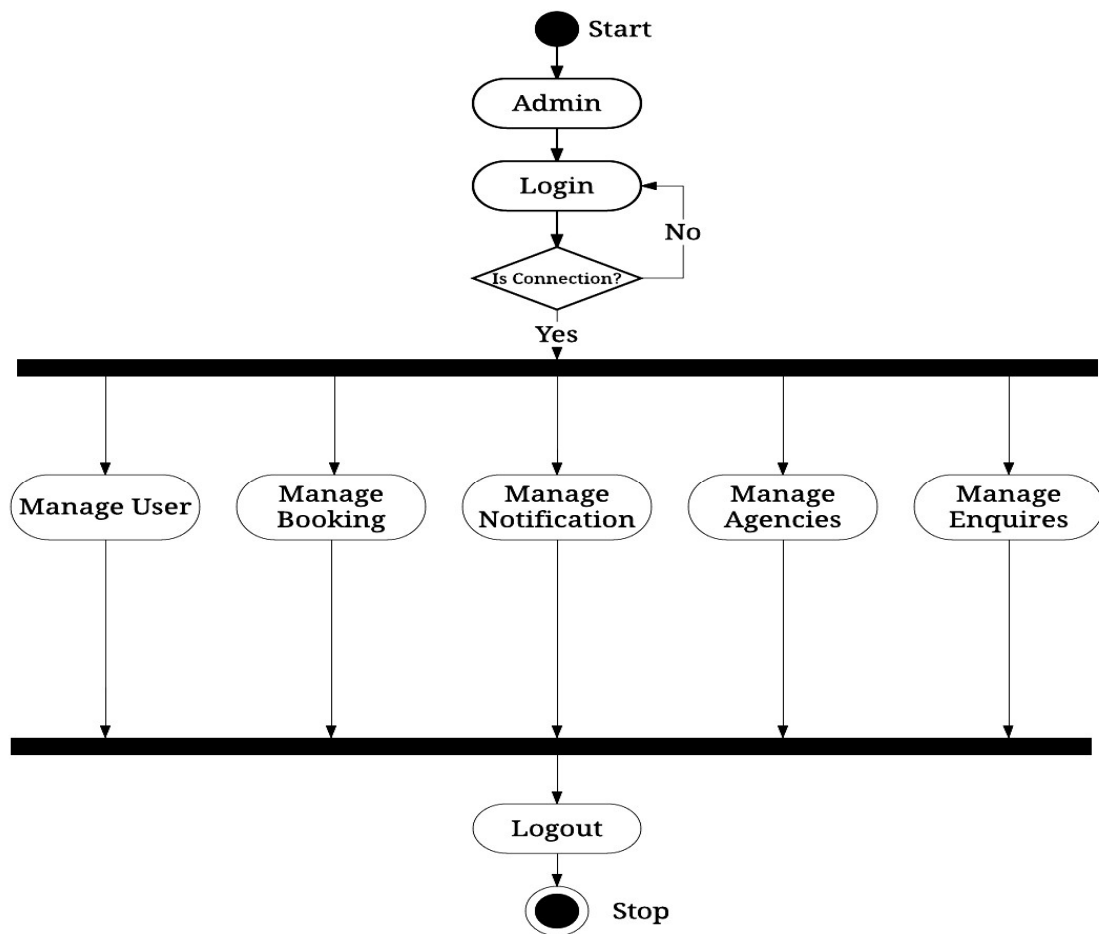 Start
Admin
Login
No
Is Connection?
Yes
Manage User
Manage
Booking
Manage
Notification
Manage
Agencies
Manage
Enquires
Logout
Stop